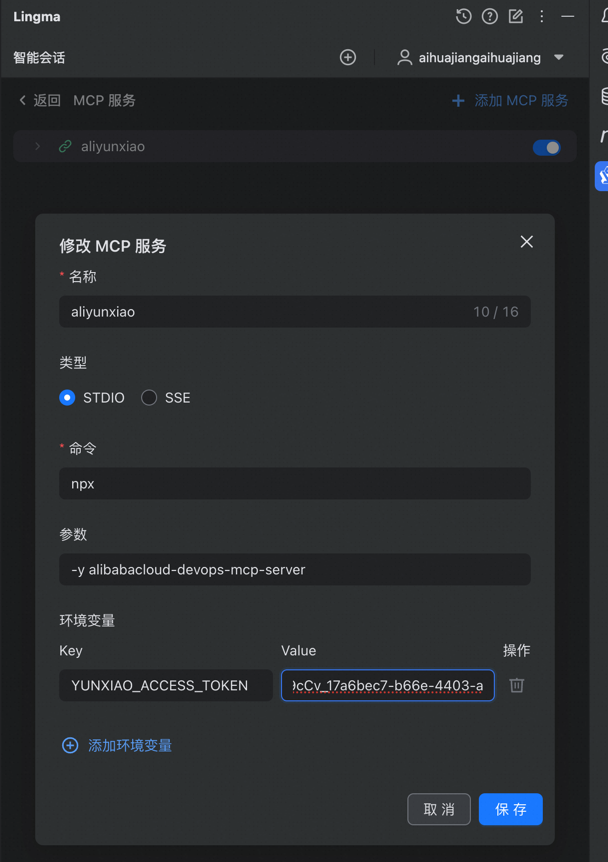 Lingma
智能会话
aihuajiangaihuajiang
返回 MCP 服务
添加 MCP 服务
aliyunxiao
修改 MCP 服务
* 名称
aliyunxiao 10 / 16
类型
STDIO SSE
* 命令
npx
参数
-y alibabacloud-devops-mcp-server
环境变量
Key Value 操作
YUNXIAO_ACCESS_TOKEN cCv_17a6bec7-b66e-4403-a
添加环境变量
取消 保存